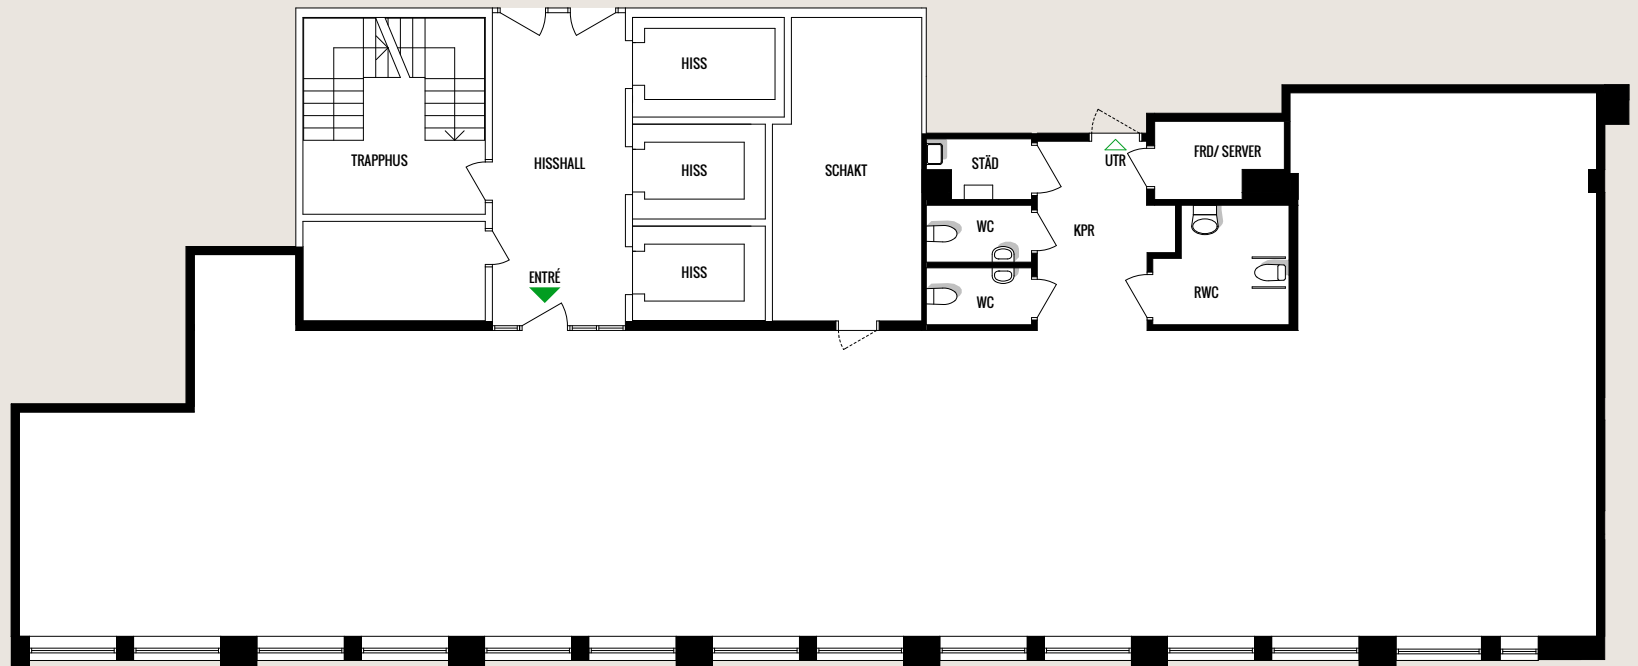 HISS
TRAPPHUS
HISSHALL
HISS
SCHAKT
STÄD
UTR
FRD/ SERVER
WC
KPR
ENTRÉ
HISS
WC
RWC